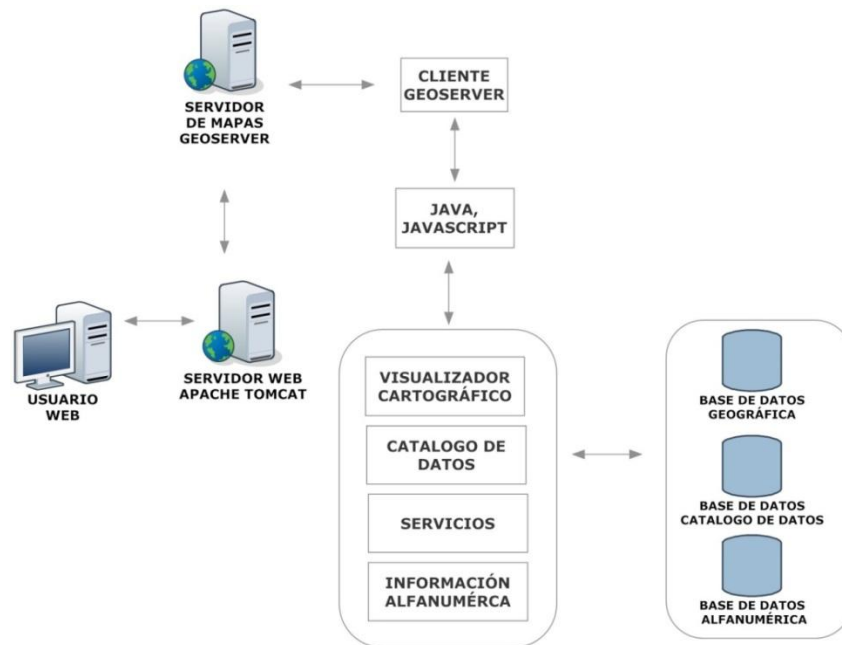 SERVIDOR
DE MAPAS
GEOSERVER
CLIENTE
GEOSERVER
JAVA,
JAVASCRIPT
USUARIO
WEB
SERVIDOR WEB
APACHE TOMCAT
VISUALIZADOR
CARTOGRÁFICO
CATALOGO DE
DATOS
SERVICIOS
INFORMACIÓN
ALFANUMÉRCA
BASE DE DATOS
GEOGRÁFICA
BASE DE DATOS
CATALOGO DE DATOS
BASE DE DATOS
ALFANUMÉRICA